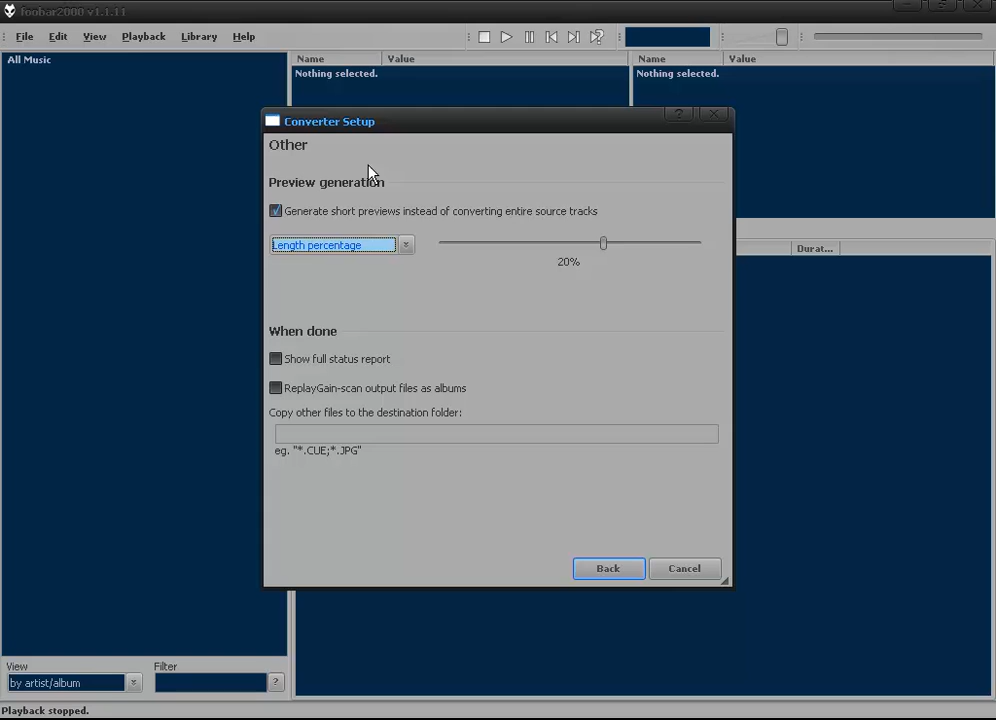 foobar2000 v1.1.11
File Edit View Playback Library Help
All Music
Name Value
Nothing selected.
Name Value
Nothing selected.
Converter Setup
Other
Preview generation
Generate short previews instead of converting entire source tracks
Length percentage
20%
Durat...
When done
Show full status report
ReplayGain-scan output files as albums
Copy other files to the destination folder:
eg. "*.CUE;*.JPG"
Back Cancel
View Filter
by artist/album ?
Playback stopped.